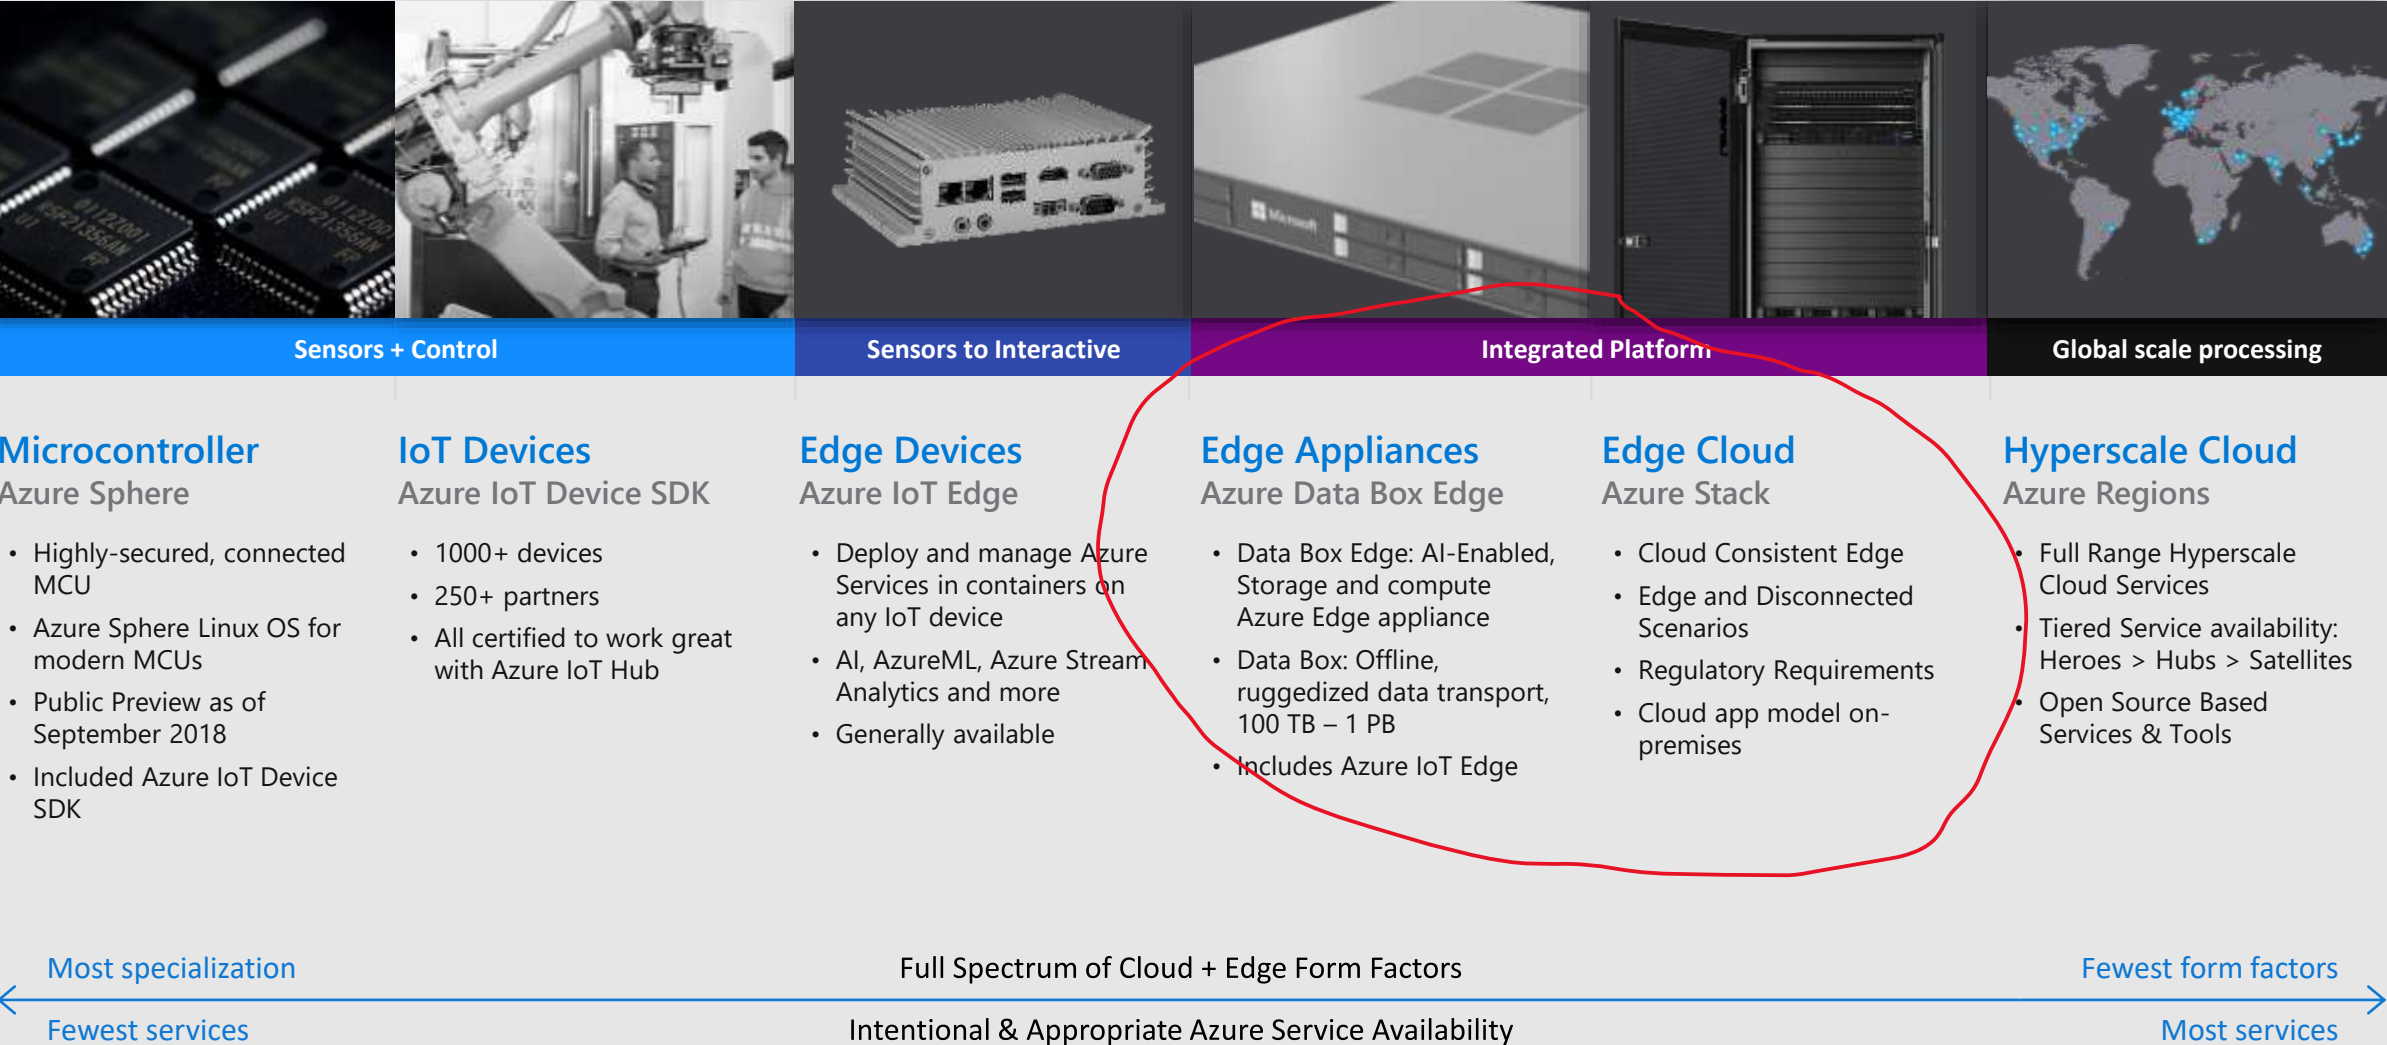 Microsoft
Sensors + Control
Sensors to Interactive
Integrated Platform
Global scale processing
Microcontroller
Azure Sphere
• Highly-secured, connected
MCU
• Azure Sphere Linux OS for
modern MCUs
• Public Preview as of
September 2018
• Included Azure IoT Device
SDK
IoT Devices
Azure IoT Device SDK
• 1000+ devices
• 250+ partners
• All certified to work great
with Azure IoT Hub
Edge Devices
Azure IoT Edge
• Deploy and manage Azure
Services in containers on
any IoT device
• AI, AzureML, Azure Stream
Analytics and more
• Generally available
Edge Appliances
Azure Data Box Edge
• Data Box Edge: AI-Enabled,
Storage and compute
Azure Edge appliance
• Data Box: Offline,
ruggedized data transport,
100 TB – 1 PB
• Includes Azure IoT Edge
Edge Cloud
Azure Stack
• Cloud Consistent Edge
• Edge and Disconnected
Scenarios
• Regulatory Requirements
• Cloud app model on-
premises
Hyperscale Cloud
Azure Regions
• Full Range Hyperscale
Cloud Services
• Tiered Service availability:
Heroes > Hubs > Satellites
• Open Source Based
Services & Tools
Most specialization
Full Spectrum of Cloud + Edge Form Factors
Fewest form factors
Fewest services
Intentional & Appropriate Azure Service Availability
Most services